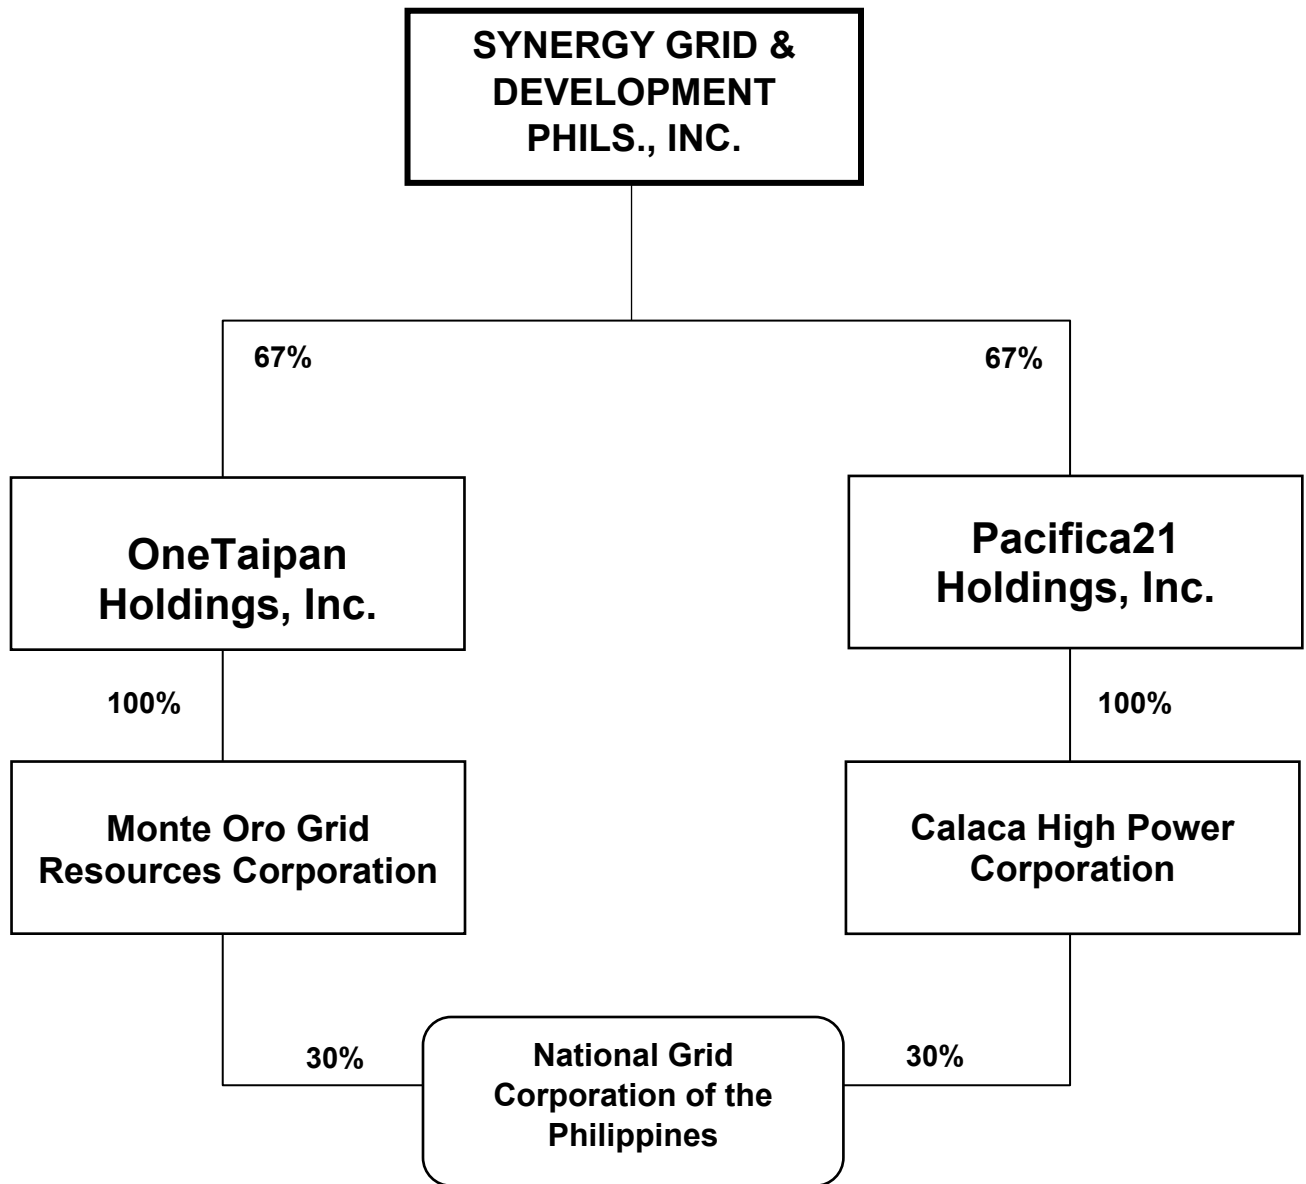 SYNERGY GRID &
DEVELOPMENT
PHILS., INC.
67%
67%
OneTaipan
Holdings, Inc.
Pacifica21
Holdings, Inc.
100%
100%
Monte Oro Grid
Resources Corporation
Calaca High Power
Corporation
30%
National Grid
Corporation of the
Philippines
30%